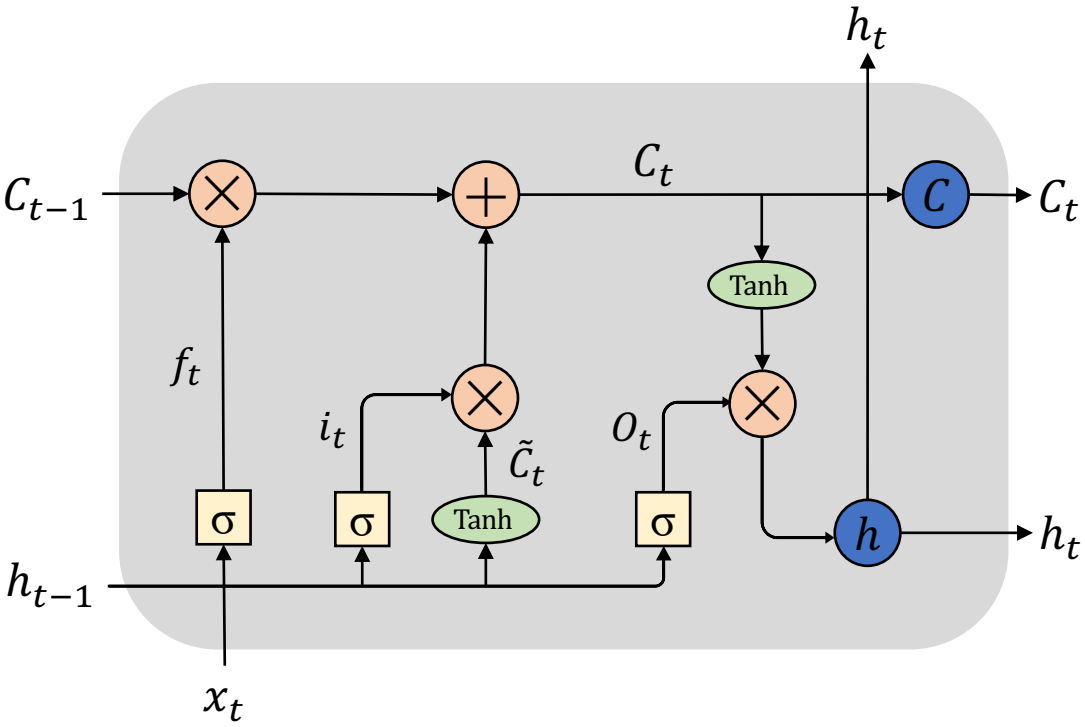 h_t
C_{t-1}
×
+
C_t
C
C_t
Tanh
f_t
i_t
×
C̃_t
O_t
×
σ
σ
Tanh
σ
h
h_t
h_{t-1}
x_t